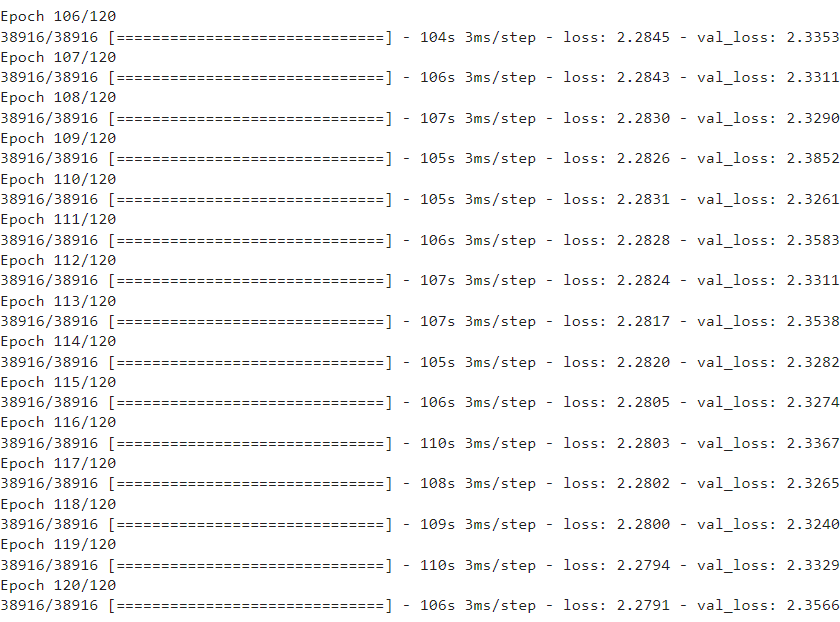 Epoch 106/120
38916/38916 [==============================] - 104s 3ms/step - loss: 2.2845 - val_loss: 2.3353
Epoch 107/120
38916/38916 [==============================] - 106s 3ms/step - loss: 2.2843 - val_loss: 2.3311
Epoch 108/120
38916/38916 [==============================] - 107s 3ms/step - loss: 2.2830 - val_loss: 2.3290
Epoch 109/120
38916/38916 [==============================] - 105s 3ms/step - loss: 2.2826 - val_loss: 2.3852
Epoch 110/120
38916/38916 [==============================] - 105s 3ms/step - loss: 2.2831 - val_loss: 2.3261
Epoch 111/120
38916/38916 [==============================] - 106s 3ms/step - loss: 2.2828 - val_loss: 2.3583
Epoch 112/120
38916/38916 [==============================] - 107s 3ms/step - loss: 2.2824 - val_loss: 2.3311
Epoch 113/120
38916/38916 [==============================] - 107s 3ms/step - loss: 2.2817 - val_loss: 2.3538
Epoch 114/120
38916/38916 [==============================] - 105s 3ms/step - loss: 2.2820 - val_loss: 2.3282
Epoch 115/120
38916/38916 [==============================] - 106s 3ms/step - loss: 2.2805 - val_loss: 2.3274
Epoch 116/120
38916/38916 [==============================] - 110s 3ms/step - loss: 2.2803 - val_loss: 2.3367
Epoch 117/120
38916/38916 [==============================] - 108s 3ms/step - loss: 2.2802 - val_loss: 2.3265
Epoch 118/120
38916/38916 [==============================] - 109s 3ms/step - loss: 2.2800 - val_loss: 2.3240
Epoch 119/120
38916/38916 [==============================] - 110s 3ms/step - loss: 2.2794 - val_loss: 2.3329
Epoch 120/120
38916/38916 [==============================] - 106s 3ms/step - loss: 2.2791 - val_loss: 2.3566